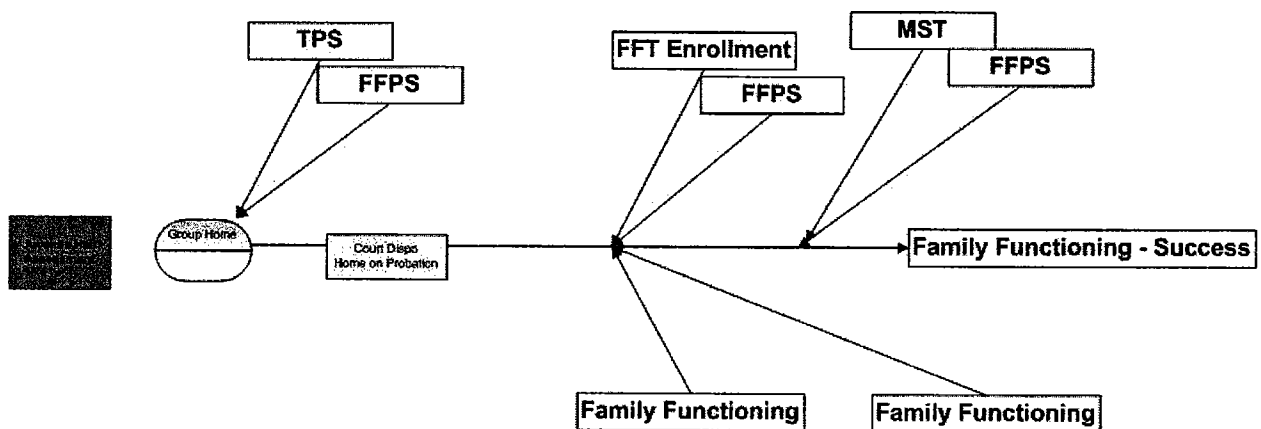 TPS
FFPS
FFT Enrollment
FFPS
MST
FFPS
Group Home
Court Dispo
Home on Probation
Family Functioning - Success
Family Functioning
Family Functioning